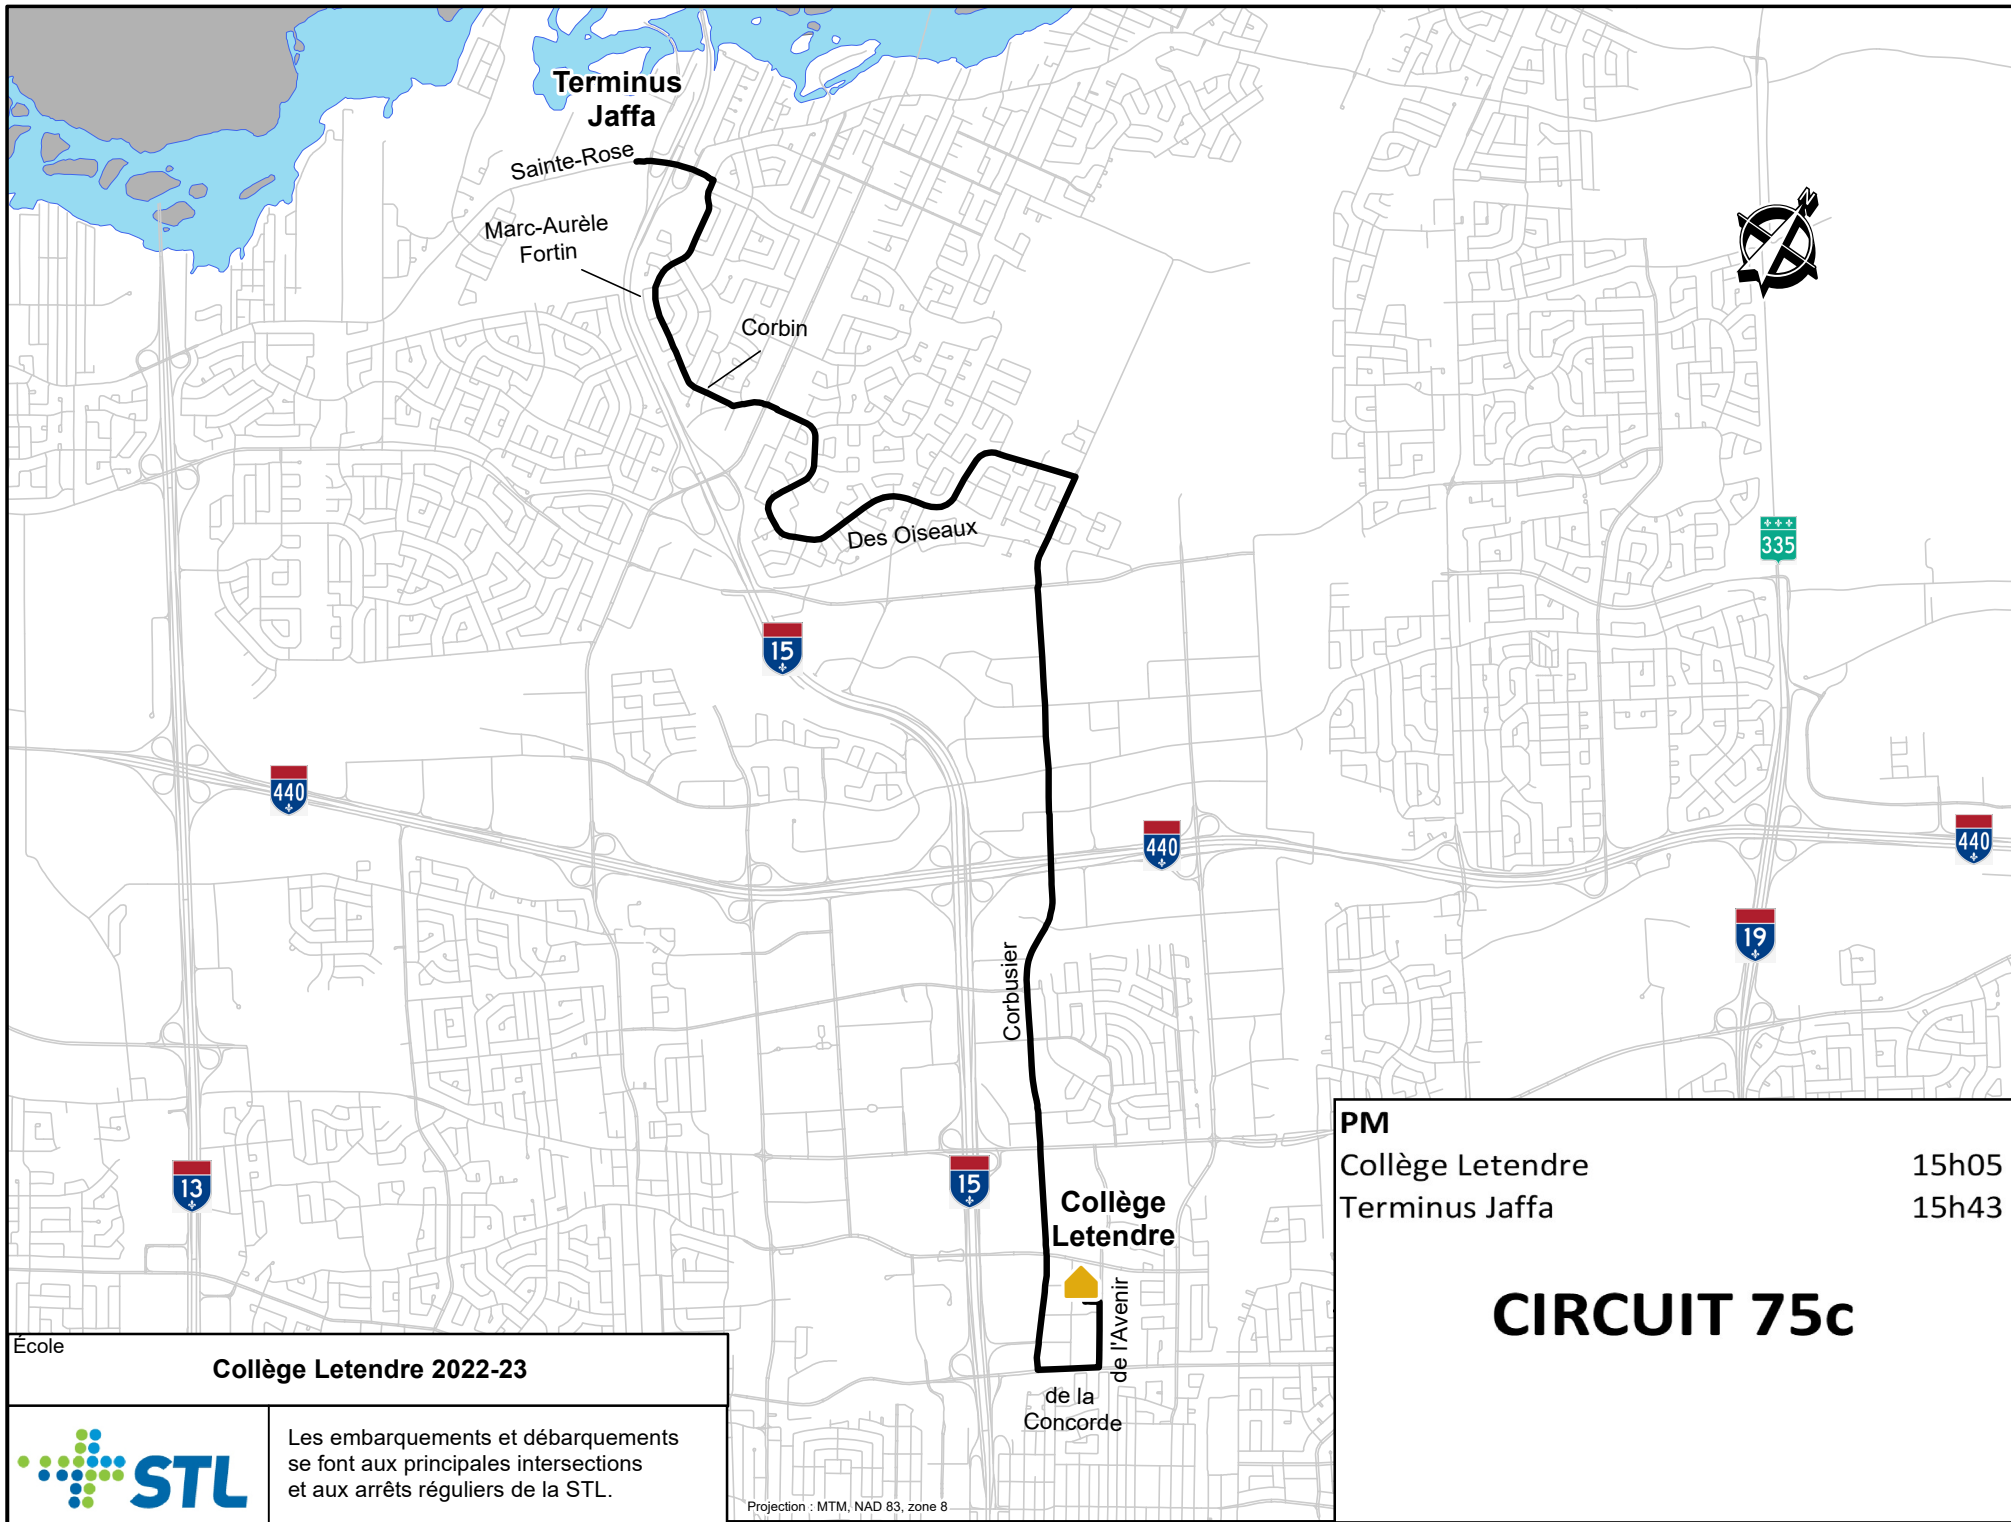 Terminus
Jaffa
Sainte-Rose
Marc-Aurèle
Fortin
Corbin
N
Des Oiseaux
335
15
440
440
440
19
Corbusier
13
15
Collège
Letendre
de l'Avenir
de la
Concorde
PM
Collège Letendre 15h05
Terminus Jaffa 15h43
CIRCUIT 75c
École
Collège Letendre 2022-23
STL
Les embarquements et débarquements
se font aux principales intersections
et aux arrêts réguliers de la STL.
Projection : MTM, NAD 83, zone 8